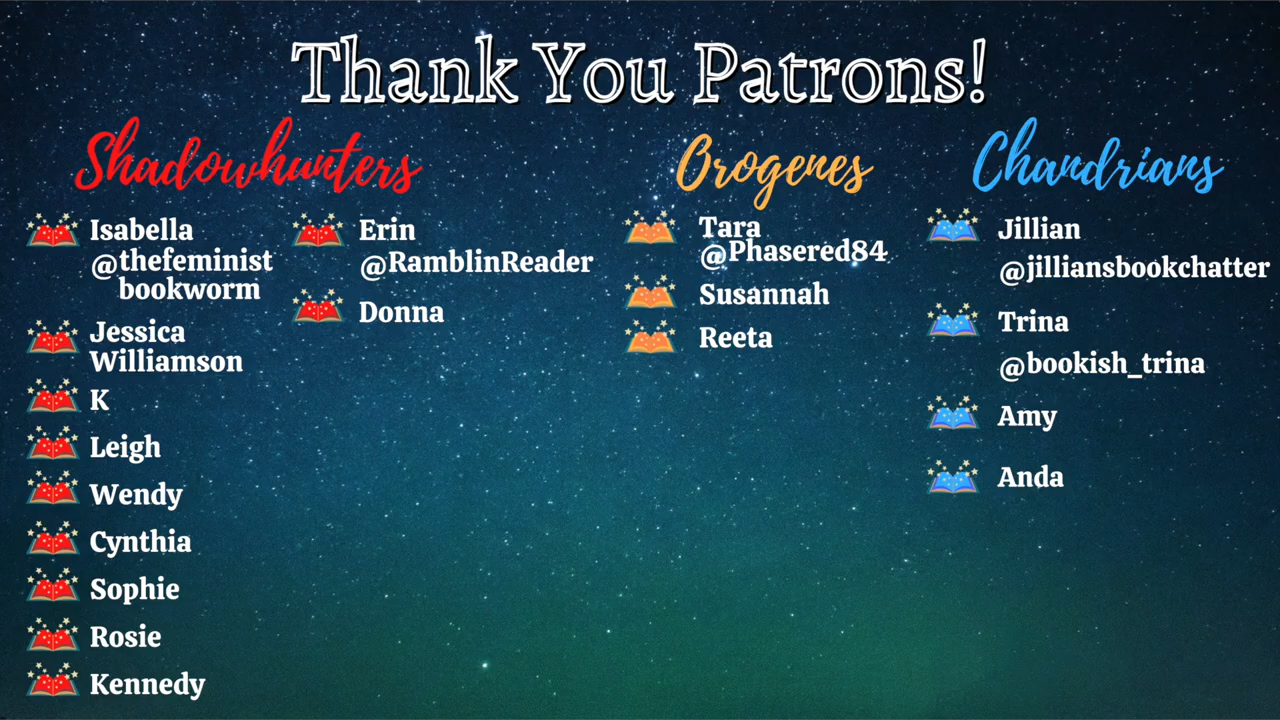 Thank You Patrons!
Shadowhunters
Isabella
@thefeminist
bookworm
Jessica
Williamson
K
Leigh
Wendy
Cynthia
Sophie
Rosie
Kennedy
Erin
@RamblinReader
Donna
Orogenes
Tara
@Phasered84
Susannah
Reeta
Chandrians
Jillian
@jilliansbookchatter
Trina
@bookish_trina
Amy
Anda